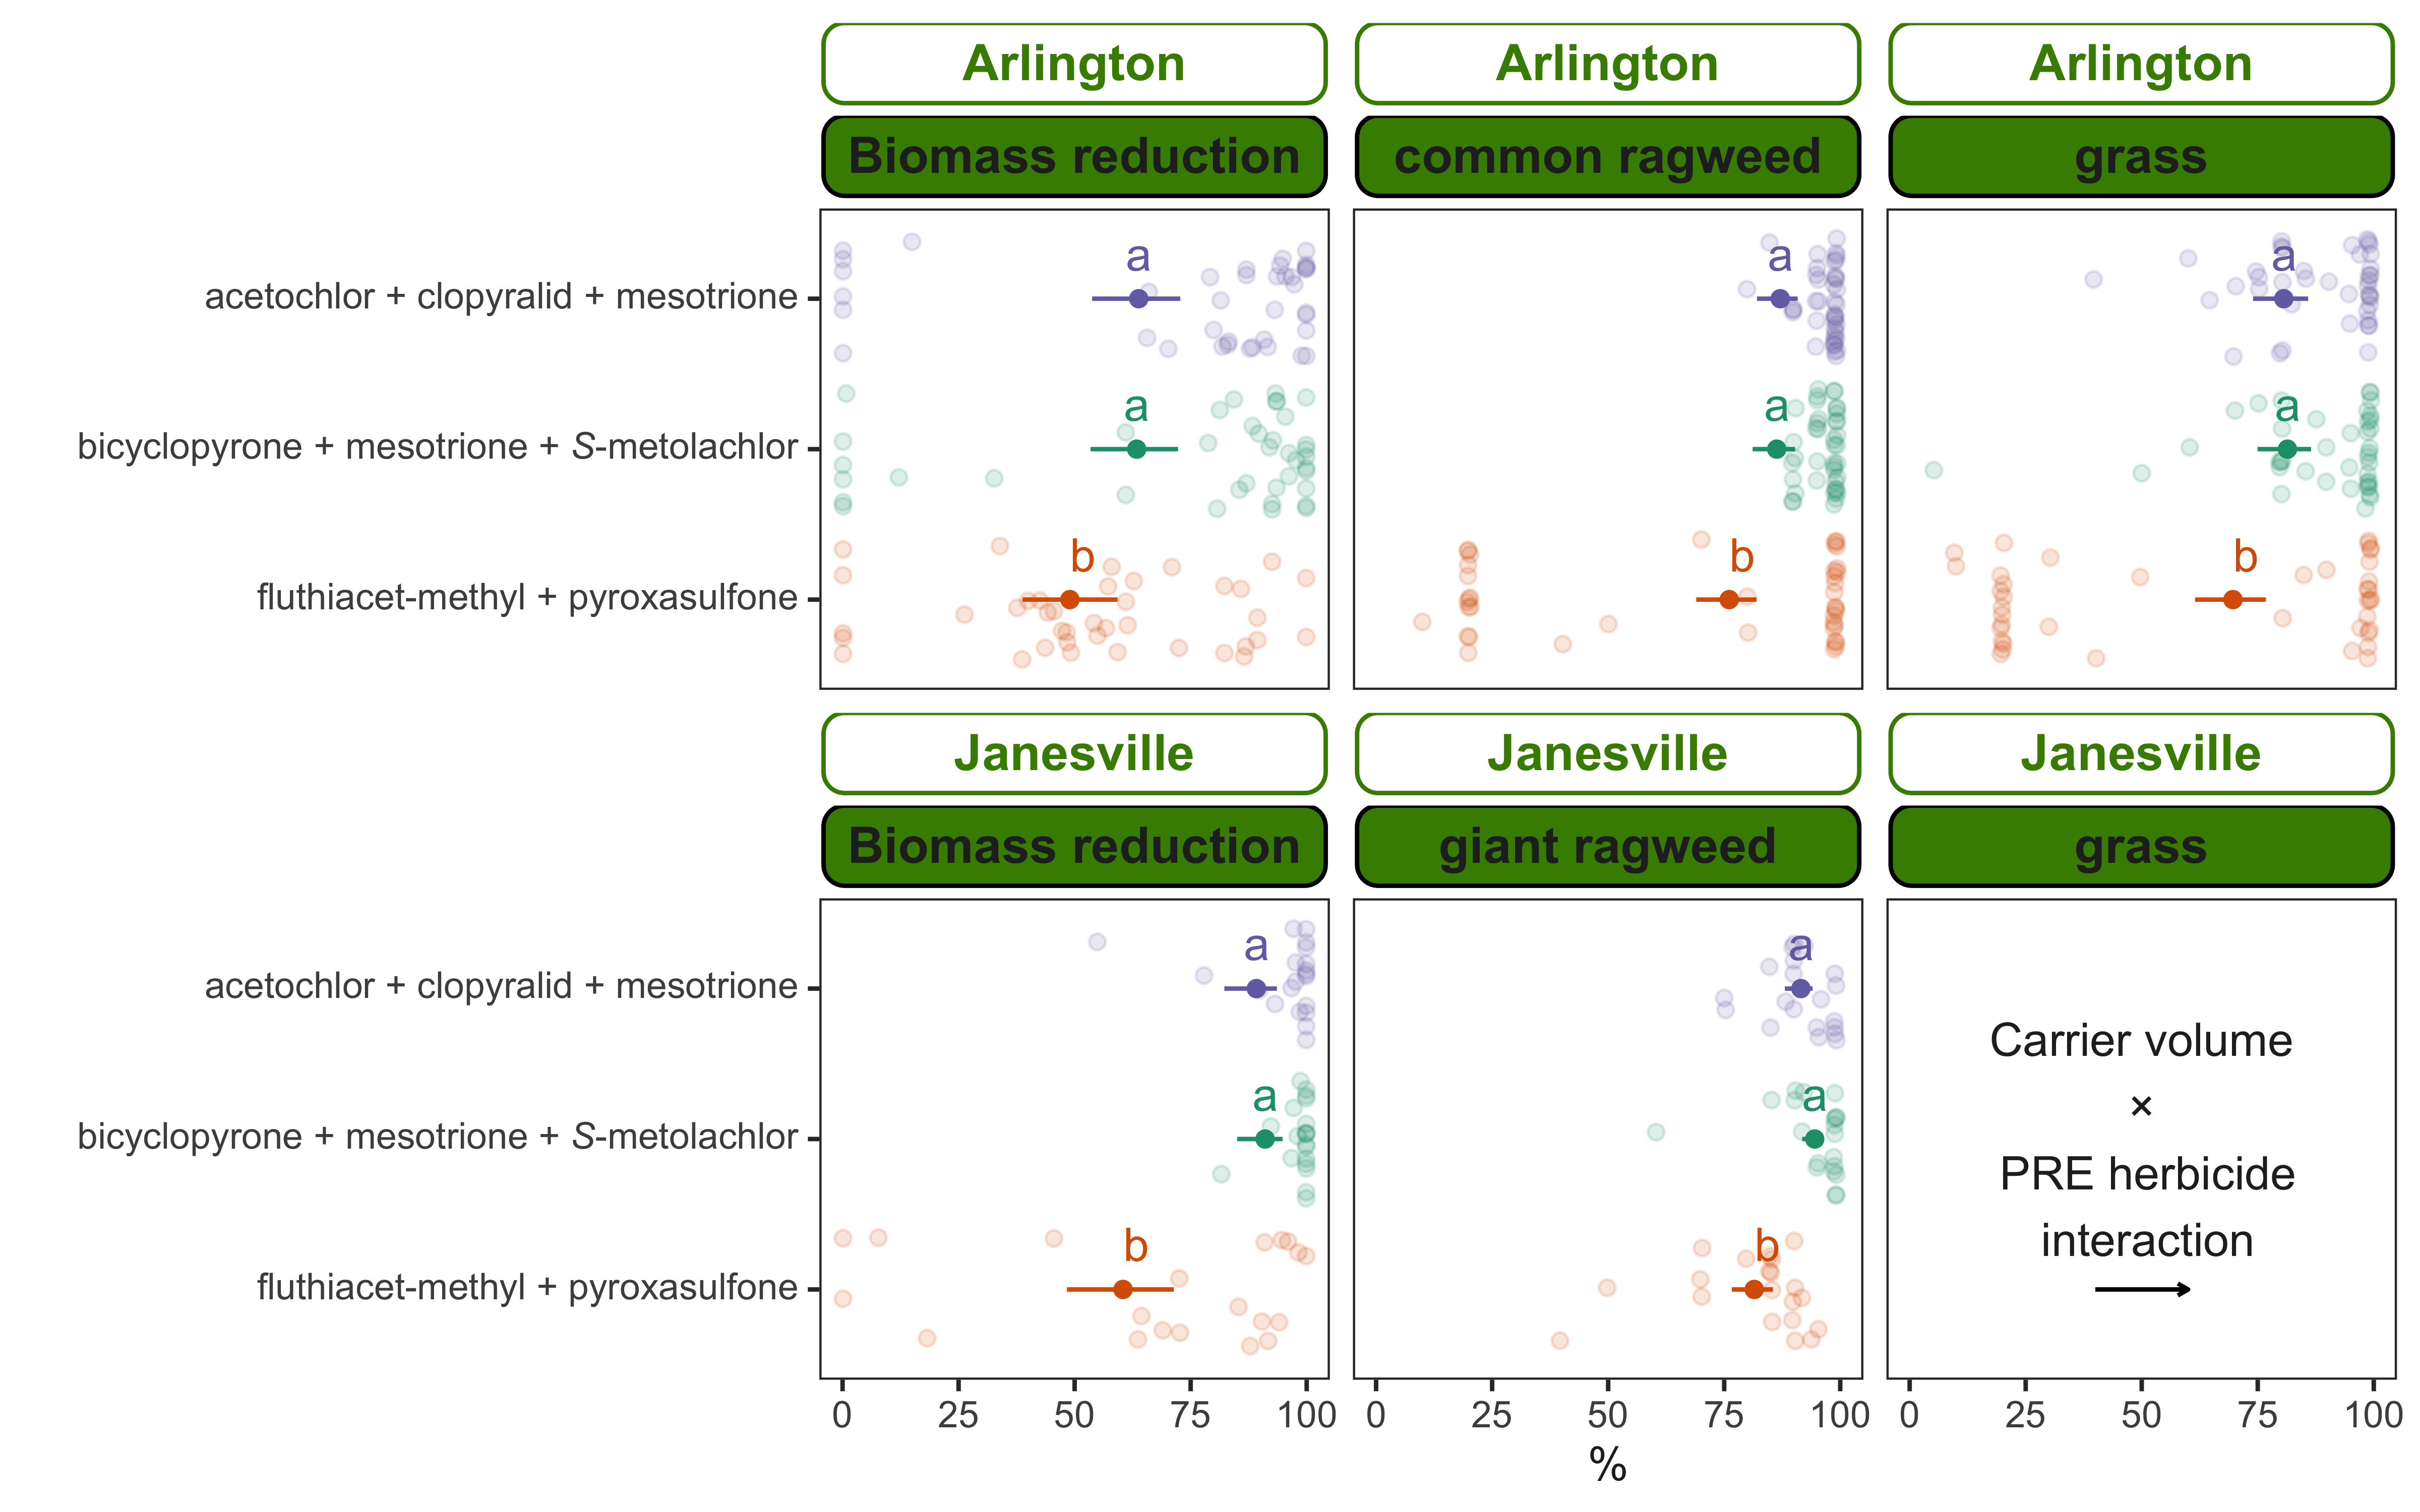 Arlington Arlington Arlington
Biomass reduction common ragweed grass
acetochlor + clopyralid + mesotrione a a a
bicyclopyrone + mesotrione + S-metolachlor a a a
fluthiacet-methyl + pyroxasulfone b b b
Janesville Janesville Janesville
Biomass reduction giant ragweed grass
acetochlor + clopyralid + mesotrione a a
bicyclopyrone + mesotrione + S-metolachlor a a
fluthiacet-methyl + pyroxasulfone b b
Carrier volume
×
PRE herbicide
interaction
0 25 50 75 100 0 25 50 75 100 0 25 50 75 100
%